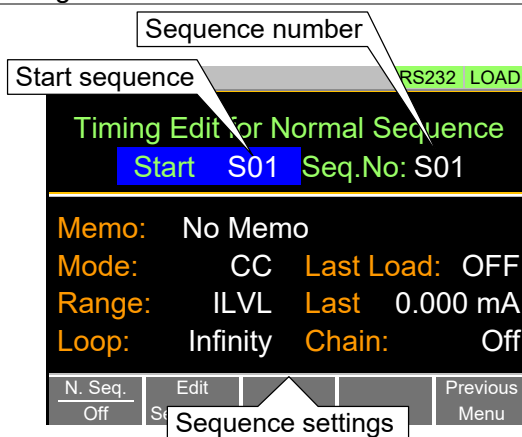 Sequence number
Start sequence
RS232 LOAD
Timing Edit for Normal Sequence
Start S01 Seq.No: S01
Memo: No Memo
Mode: CC Last Load: OFF
Range: ILVL Last 0.000 mA
Loop: Infinity Chain: Off
N. Seq. Edit Previous
Off Menu
Sequence settings